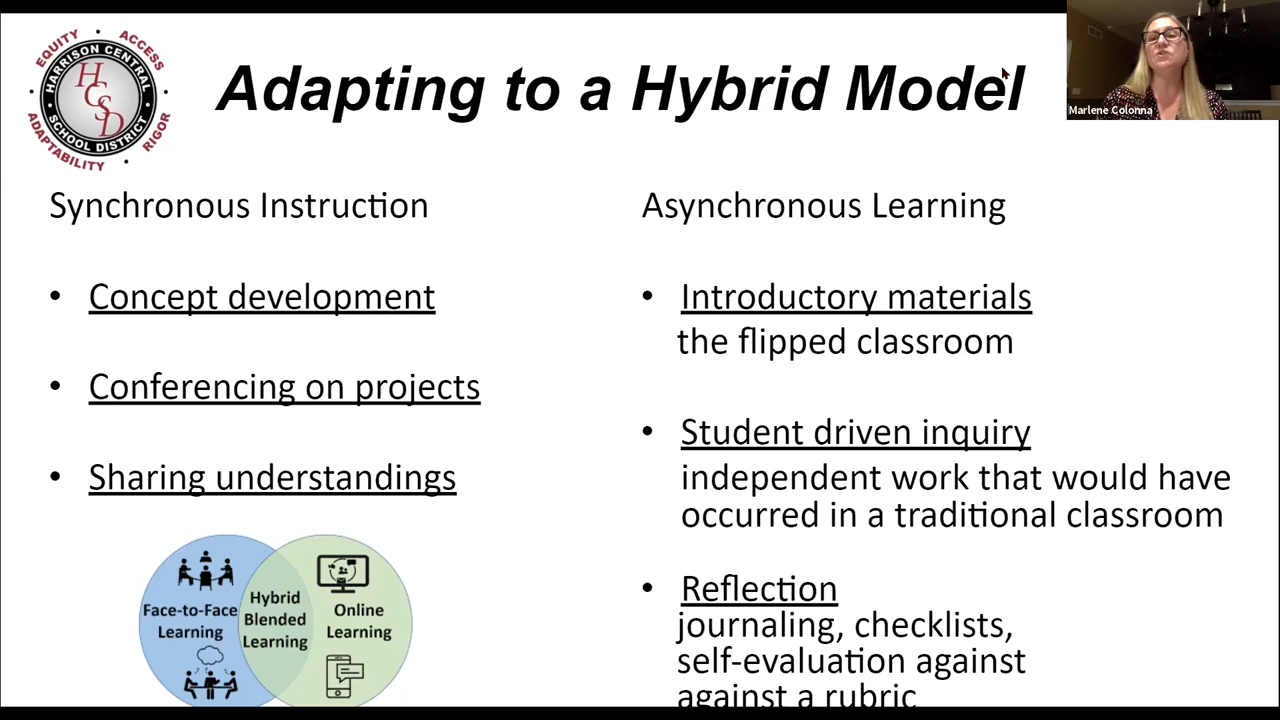 EQUITY • ACCESS
HARRISON CENTRAL
HCSD
SCHOOL DISTRICT
ADAPTABILITY • RIGOR
Adapting to a Hybrid Model
Marlene Colonna
Synchronous Instruction
• Concept development
• Conferencing on projects
• Sharing understandings
Face-to-Face
Learning
Hybrid
Blended
Learning
Online
Learning
Asynchronous Learning
• Introductory materials
the flipped classroom
• Student driven inquiry
independent work that would have
occurred in a traditional classroom
• Reflection
journaling, checklists,
self-evaluation against
against a rubric